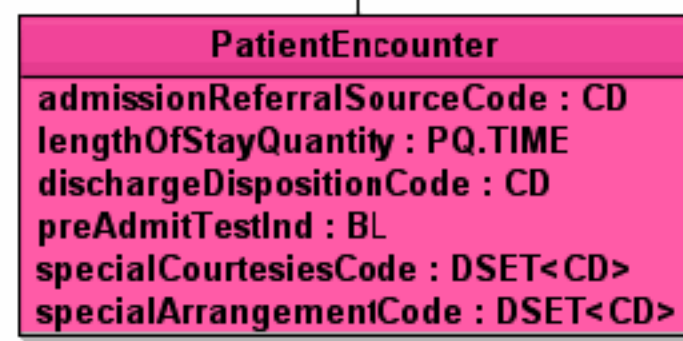 PatientEncounter
admissionReferralSourceCode : CD
lengthOfStayQuantity : PQ.TIME
dischargeDispositionCode : CD
preAdmitTestInd : BL
specialCourtesiesCode : DSET<CD>
specialArrangementCode : DSET<CD>